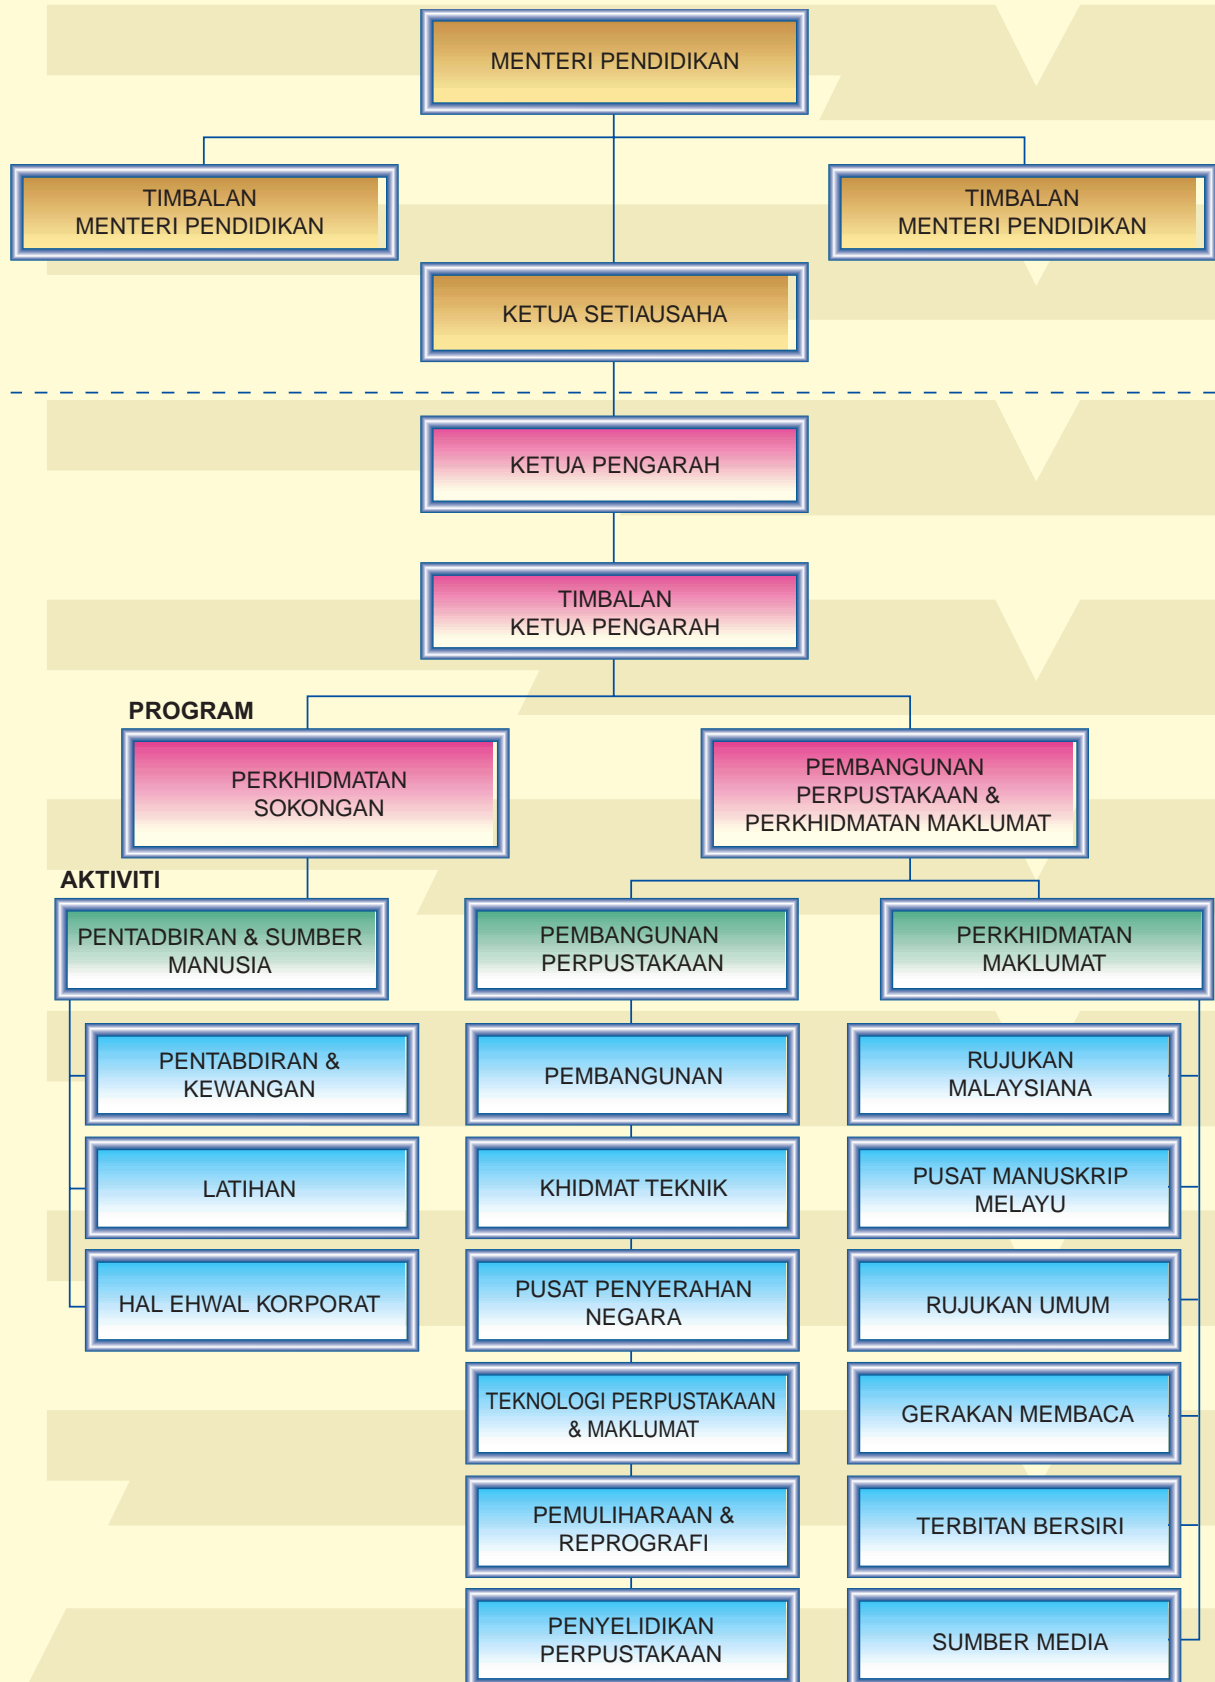 MENTERI PENDIDIKAN
TIMBALAN
MENTERI PENDIDIKAN
TIMBALAN
MENTERI PENDIDIKAN
KETUA SETIAUSAHA
KETUA PENGARAH
TIMBALAN
KETUA PENGARAH
PROGRAM
PERKHIDMATAN
SOKONGAN
PEMBANGUNAN
PERPUSTAKAAN &
PERKHIDMATAN MAKLUMAT
AKTIVITI
PENTADBIRAN & SUMBER
MANUSIA
PENTABDIRAN &
KEWANGAN
LATIHAN
HAL EHWAL KORPORAT
PEMBANGUNAN
PERPUSTAKAAN
PEMBANGUNAN
KHIDMAT TEKNIK
PUSAT PENYERAHAN
NEGARA
TEKNOLOGI PERPUSTAKAAN
& MAKLUMAT
PEMULIHARAAN &
REPROGRAFI
PENYELIDIKAN
PERPUSTAKAAN
PERKHIDMATAN
MAKLUMAT
RUJUKAN
MALAYSIANA
PUSAT MANUSKRIP
MELAYU
RUJUKAN UMUM
GERAKAN MEMBACA
TERBITAN BERSIRI
SUMBER MEDIA